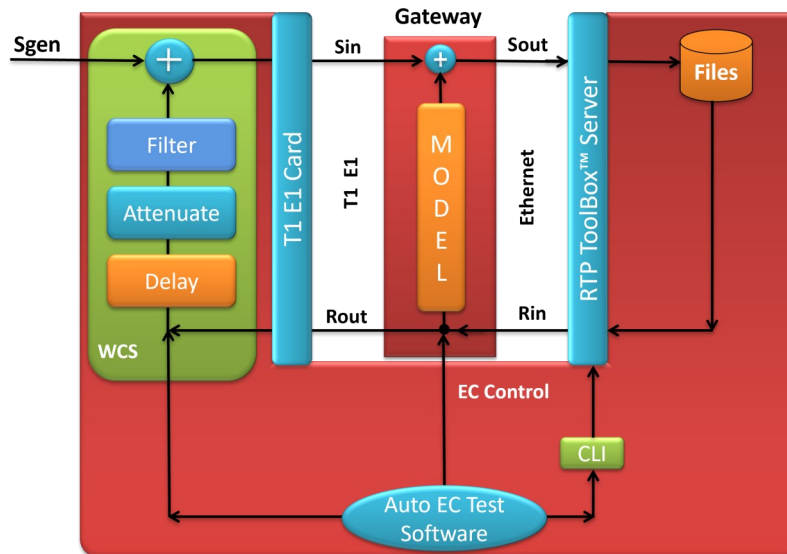 Gateway
Sgen
Sin
Sout
Files
Filter
Attenuate
Delay
WCS
T1 E1 Card
T1 E1
MODEL
Ethernet
RTP ToolBox™ Server
Rout
Rin
EC Control
CLI
Auto EC Test
Software